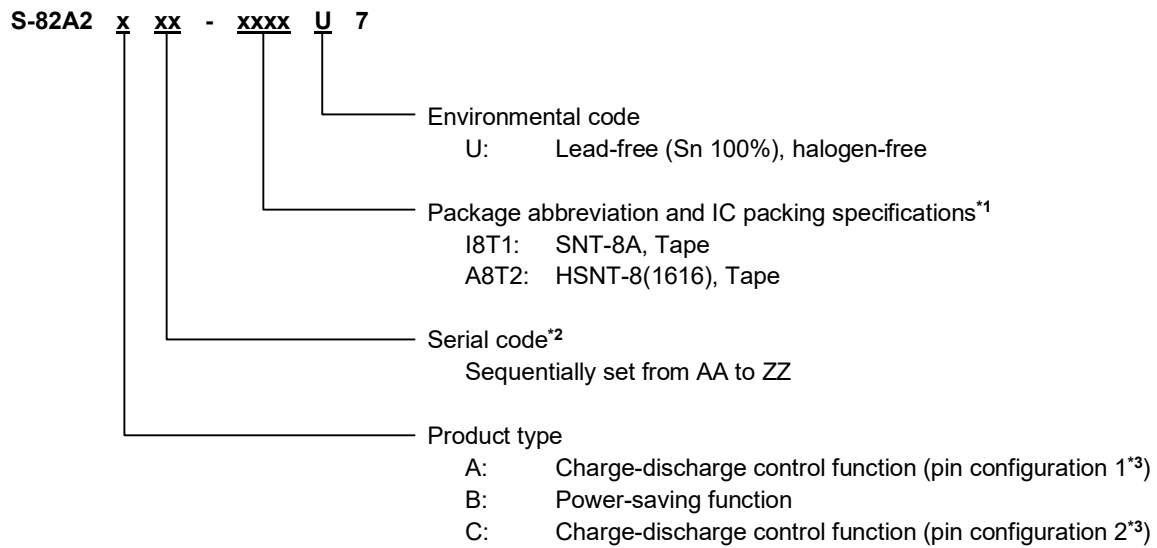 S-82A2 x xx - xxxx U 7
Environmental code
U: Lead-free (Sn 100%), halogen-free
Package abbreviation and IC packing specifications*1
I8T1: SNT-8A, Tape
A8T2: HSNT-8(1616), Tape
Serial code*2
Sequentially set from AA to ZZ
Product type
A: Charge-discharge control function (pin configuration 1*3)
B: Power-saving function
C: Charge-discharge control function (pin configuration 2*3)